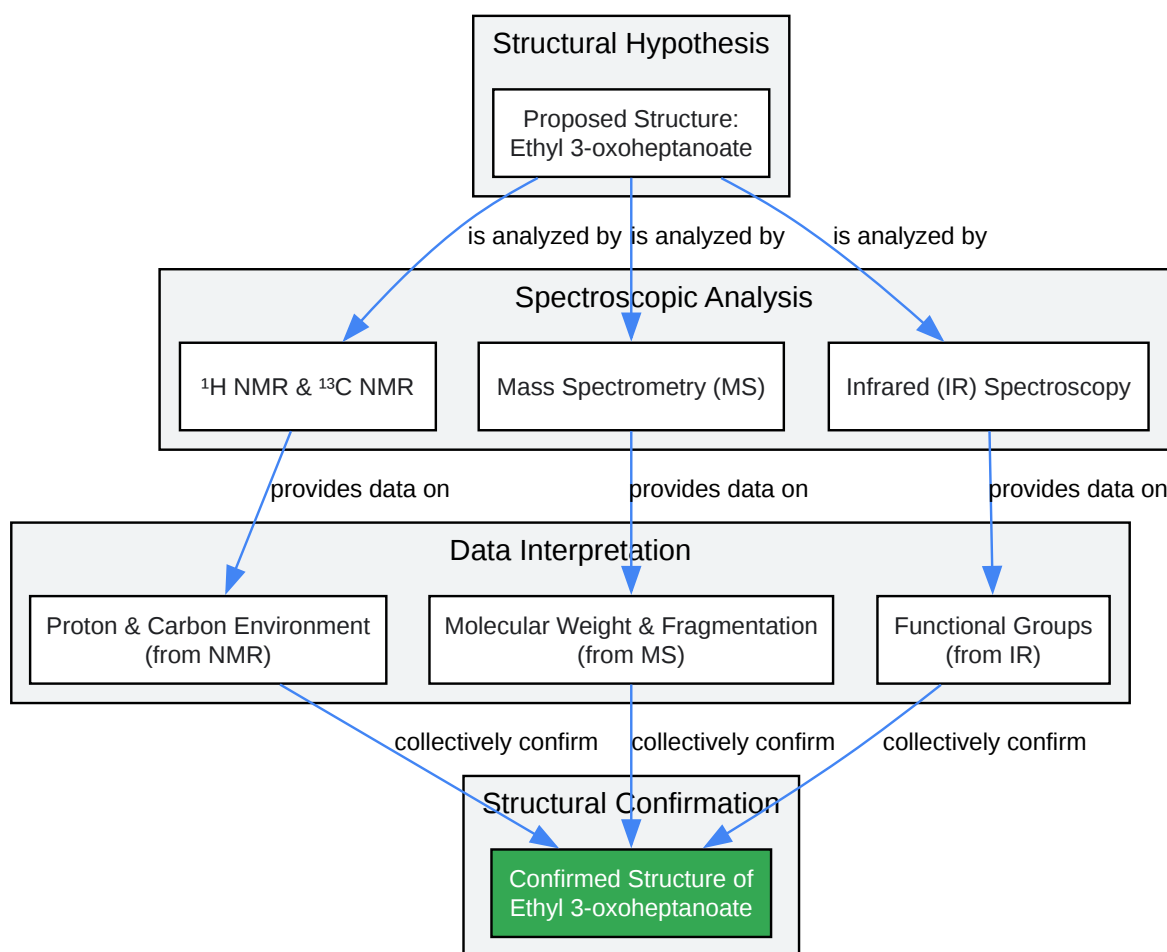 Structural Hypothesis
Proposed Structure:
Ethyl 3-oxoheptanoate
is analyzed by
is analyzed by
is analyzed by
Spectroscopic Analysis
¹H NMR & ¹³C NMR
Mass Spectrometry (MS)
Infrared (IR) Spectroscopy
provides data on
provides data on
provides data on
Data Interpretation
Proton & Carbon Environment
(from NMR)
Molecular Weight & Fragmentation
(from MS)
Functional Groups
(from IR)
collectively confirm
collectively confirm
collectively confirm
Structural Confirmation
Confirmed Structure of
Ethyl 3-oxoheptanoate